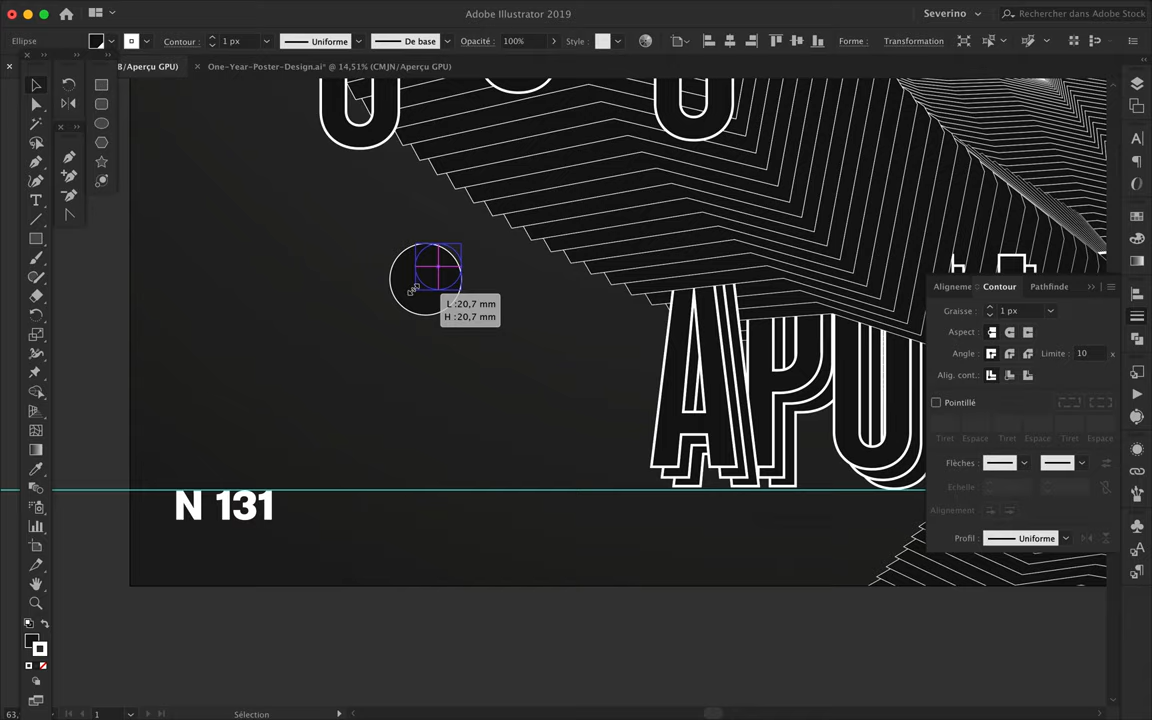 Adobe Illustrator 2019
Severino
Rechercher dans Adobe Stock
Ellipse
Contour :
1 px
Uniforme
De base
Opacité :
100%
Style :
Forme :
Transformation
B/Aperçu GPU)
One-Year-Poster-Design.ai* @ 14,51% (CMJN/Aperçu GPU)
L :20,7 mm
H :20,7 mm
APO
N 131
Aligneme
Contour
Pathfinde
Graisse :
1 px
Aspect :
Angle :
Limite :
10
x
Alig. cont.:
Pointillé
Tiret
Espace
Tiret
Espace
Tiret
Espace
Flèches :
Echelle
Alignement
Profil :
Uniforme
63,
1
Sélection